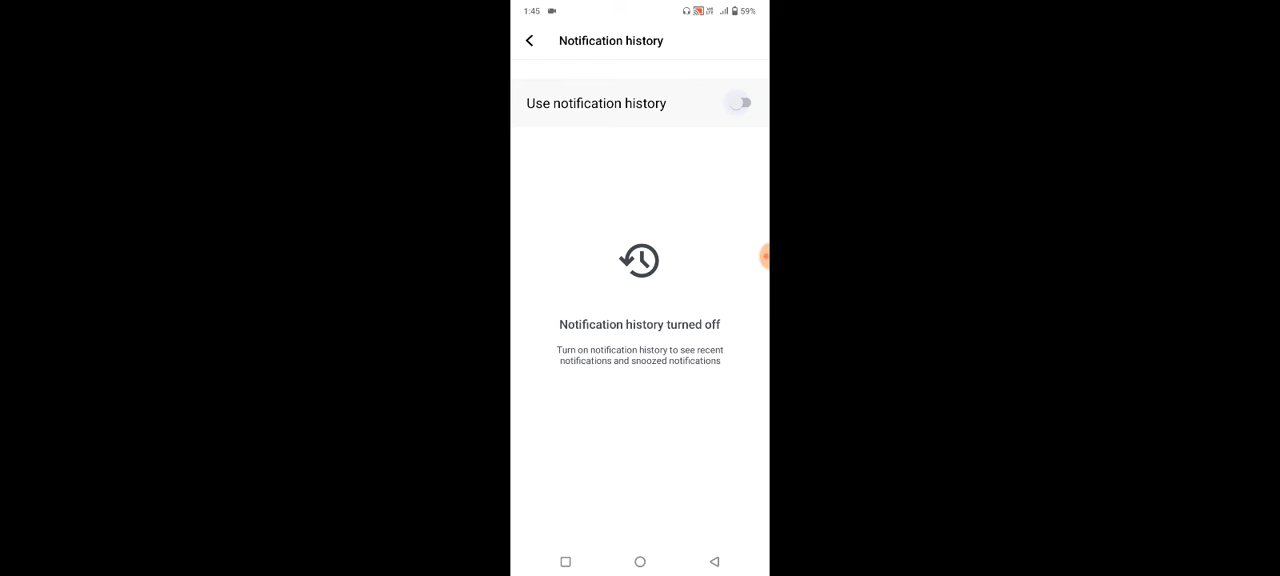 1:45
59%
Notification history
Use notification history
Notification history turned off
Turn on notification history to see recent
notifications and snoozed notifications